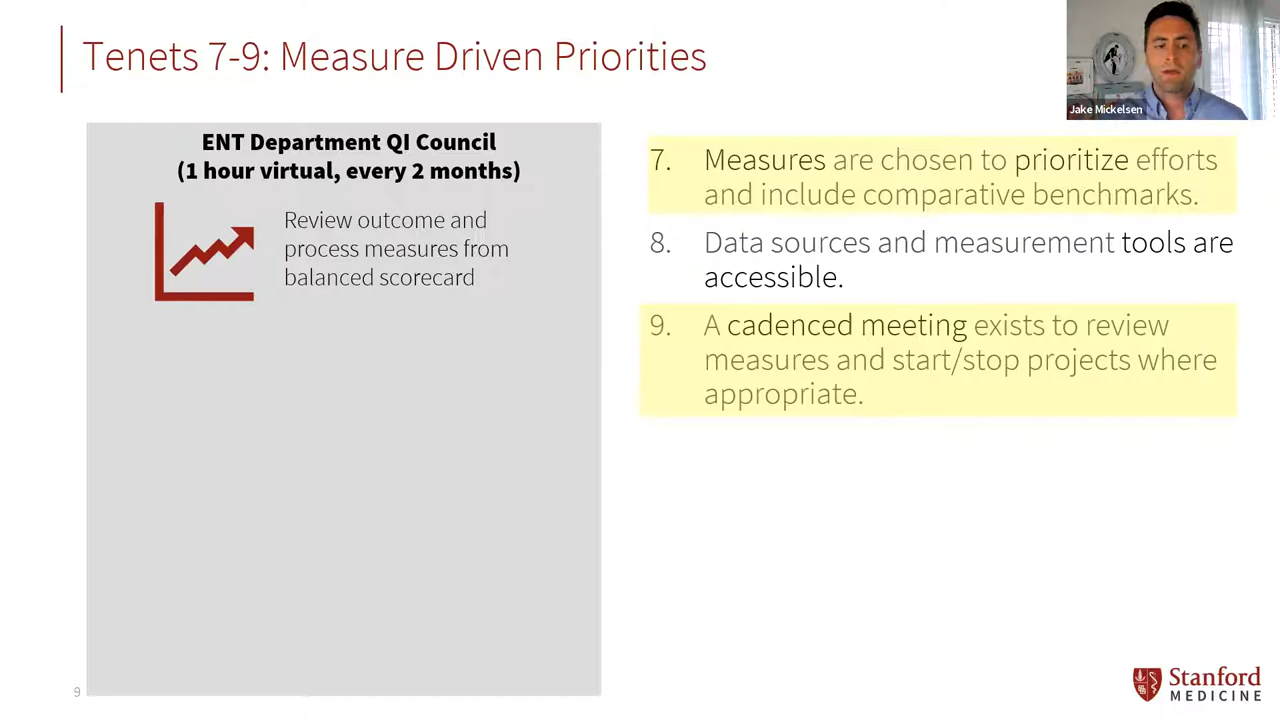 Tenets 7-9: Measure Driven Priorities
Jake Mickelsen
ENT Department QI Council
(1 hour virtual, every 2 months)
Review outcome and
process measures from
balanced scorecard
7. Measures are chosen to prioritize efforts
and include comparative benchmarks.
8. Data sources and measurement tools are
accessible.
9. A cadenced meeting exists to review
measures and start/stop projects where
appropriate.
9
Stanford
MEDICINE